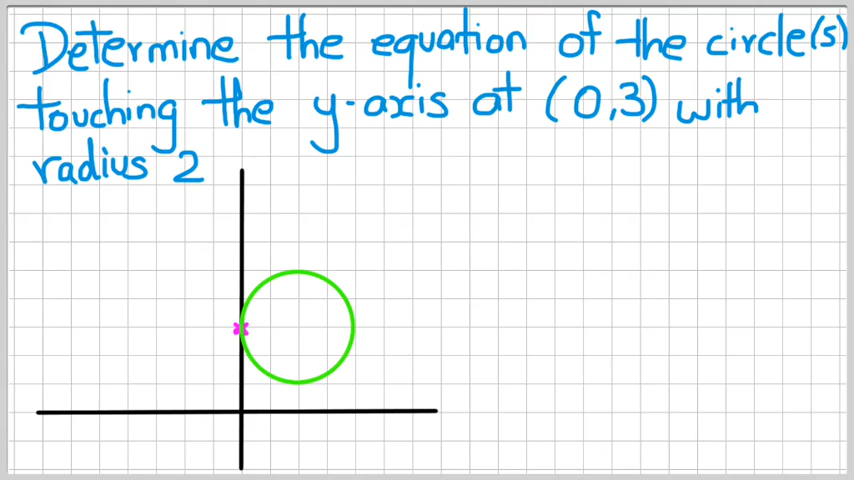 Determine the equation of the circle(s)
touching the y-axis at (0,3) with
radius 2